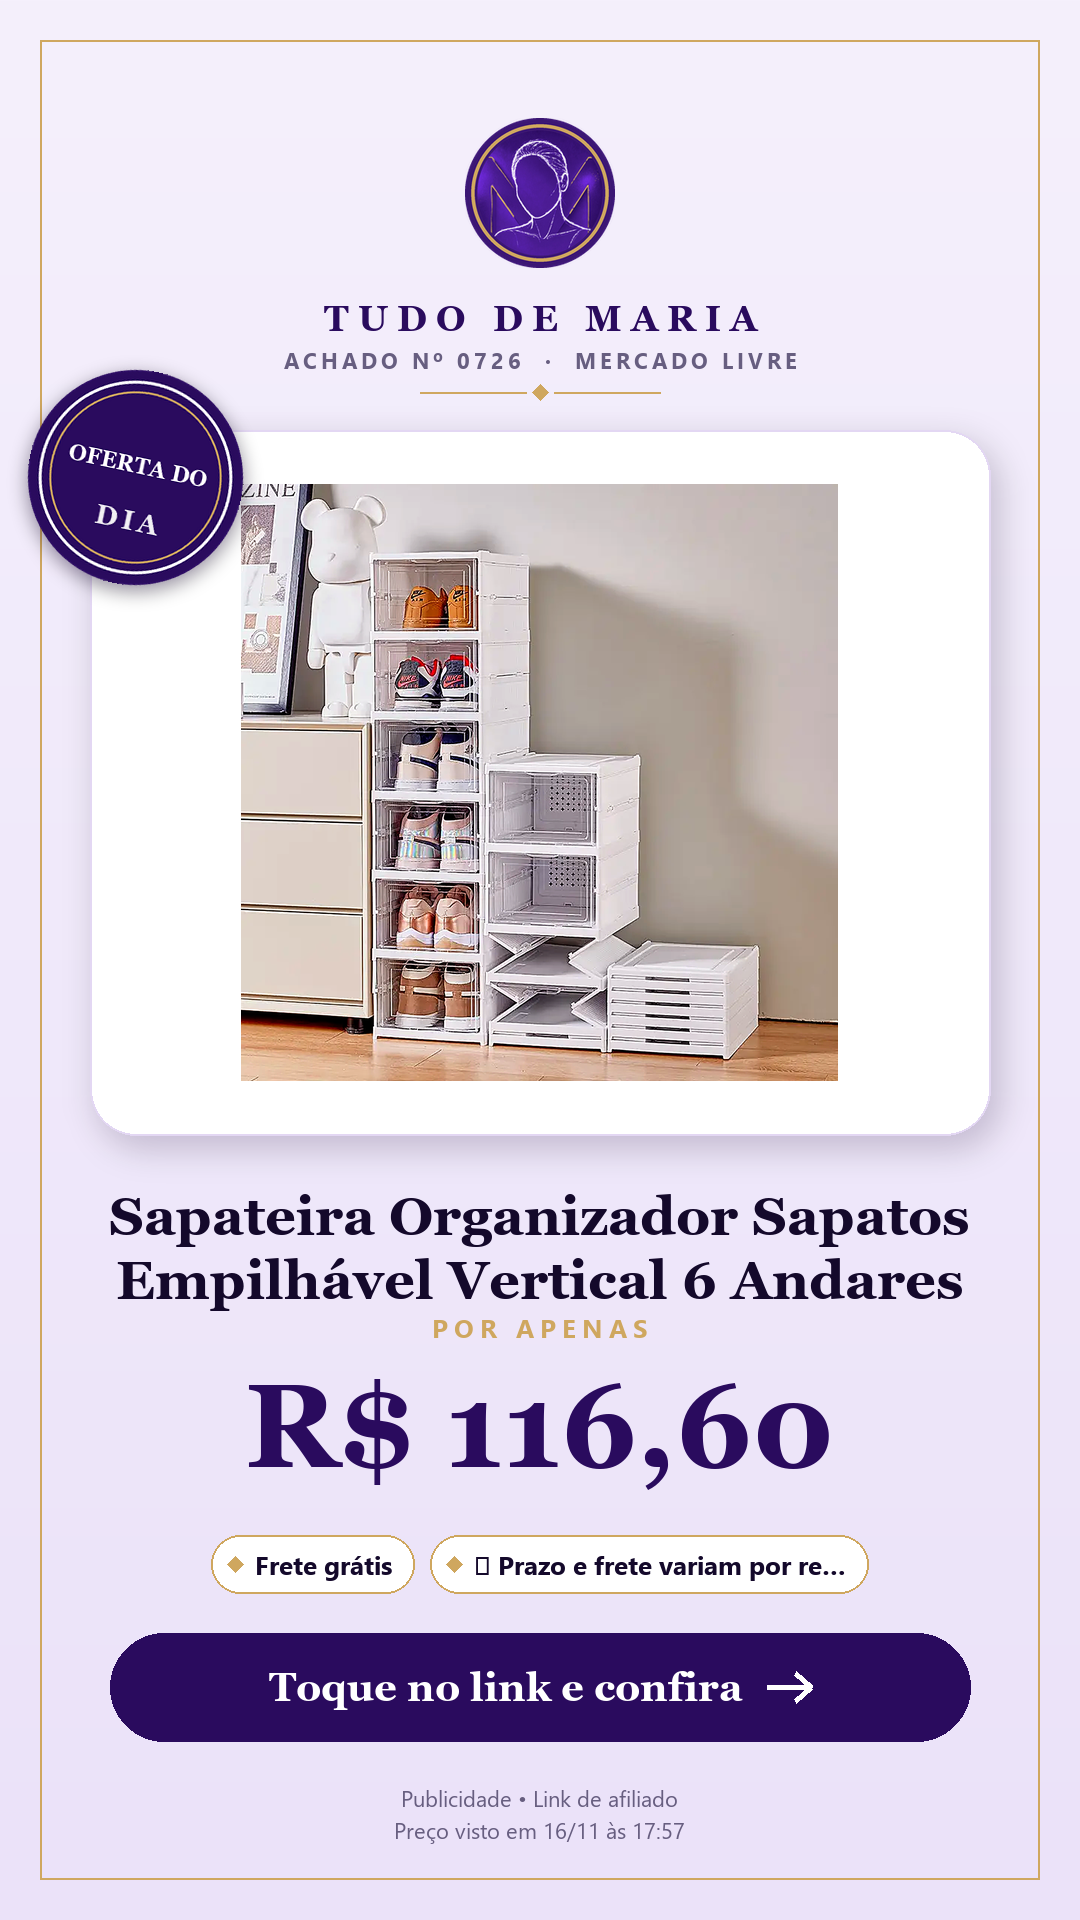 TUDO DE MARIA
ACHADO Nº 0726 · MERCADO LIVRE
OFERTA DO
DIA
ZINE
Sapateira Organizador Sapatos
Empilhável Vertical 6 Andares
POR APENAS
R$ 116,60
Frete grátis
Prazo e frete variam por re...
Toque no link e confira →
Publicidade • Link de afiliado
Preço visto em 16/11 às 17:57